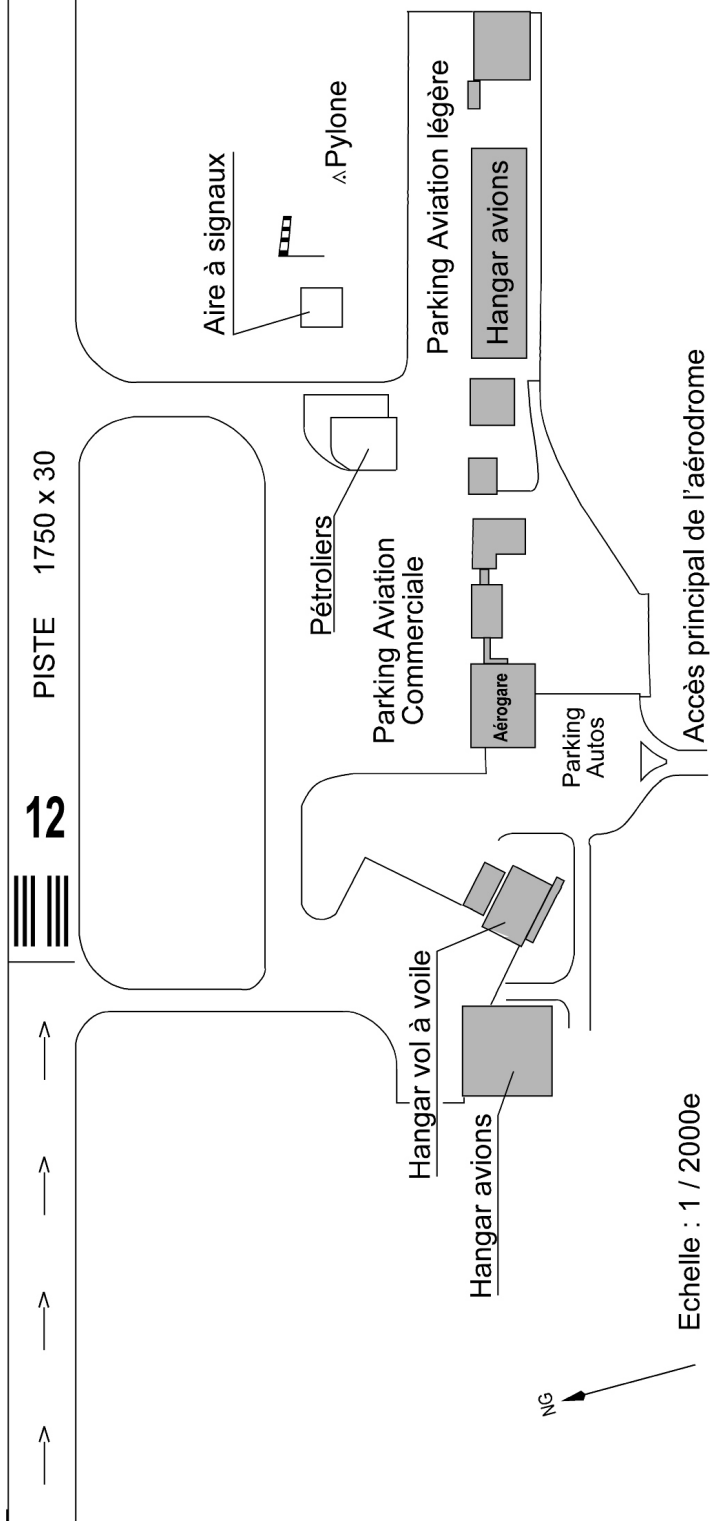 PISTE 1750 x 30
12
Aire à signaux
Pylone
Pétroliers
Parking Aviation légère
Hangar avions
Parking Aviation
Commerciale
Aérogare
Parking
Autos
Hangar vol à voile
Hangar avions
Accès principal de l'aérodrome
NG
Echelle : 1 / 2000e